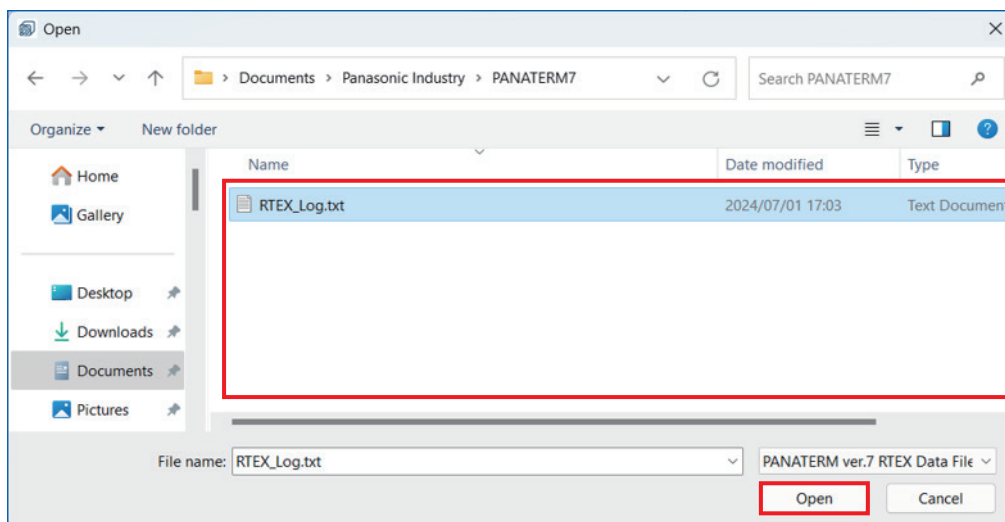 Open
Documents > Panasonic Industry > PANATERM7
Search PANATERM7
Organize
New folder
Name
Date modified
Type
Home
Gallery
RTEX_Log.txt
2024/07/01 17:03
Text Documen
Desktop
Downloads
Documents
Pictures
File name: RTEX_Log.txt
PANATERM ver.7 RTEX Data File
Open
Cancel